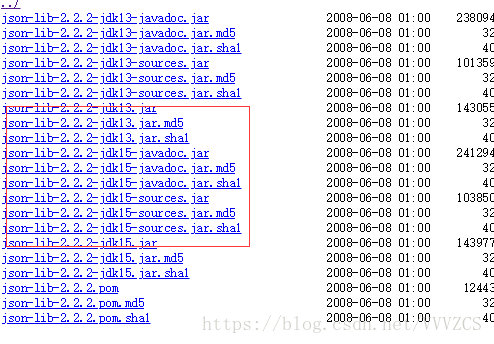 ../
json-lib-2.2.2-jdk13-javadoc.jar 2008-06-08 01:00 238094
json-lib-2.2.2-jdk13-javadoc.jar.md5 2008-06-08 01:00 32
json-lib-2.2.2-jdk13-javadoc.jar.sha1 2008-06-08 01:00 40
json-lib-2.2.2-jdk13-sources.jar 2008-06-08 01:00 101359
json-lib-2.2.2-jdk13-sources.jar.md5 2008-06-08 01:00 32
json-lib-2.2.2-jdk13-sources.jar.sha1 2008-06-08 01:00 40
json-lib-2.2.2-jdk13.jar 2008-06-08 01:00 143055
json-lib-2.2.2-jdk13.jar.md5 2008-06-08 01:00 32
json-lib-2.2.2-jdk13.jar.sha1 2008-06-08 01:00 40
json-lib-2.2.2-jdk15-javadoc.jar 2008-06-08 01:00 241294
json-lib-2.2.2-jdk15-javadoc.jar.md5 2008-06-08 01:00 32
json-lib-2.2.2-jdk15-javadoc.jar.sha1 2008-06-08 01:00 40
json-lib-2.2.2-jdk15-sources.jar 2008-06-08 01:00 103850
json-lib-2.2.2-jdk15-sources.jar.md5 2008-06-08 01:00 32
json-lib-2.2.2-jdk15-sources.jar.sha1 2008-06-08 01:00 40
json-lib-2.2.2-jdk15.jar 2008-06-08 01:00 143977
json-lib-2.2.2-jdk15.jar.md5 2008-06-08 01:00 32
json-lib-2.2.2-jdk15.jar.sha1 2008-06-08 01:00 40
json-lib-2.2.2.pom 2008-06-08 01:00 12443
json-lib-2.2.2.pom.md5 2008-06-08 01:00 32
json-lib-2.2.2.pom.sha1 2008-06-08 01:00 40
https://blog.csdn.net/VVVZCS